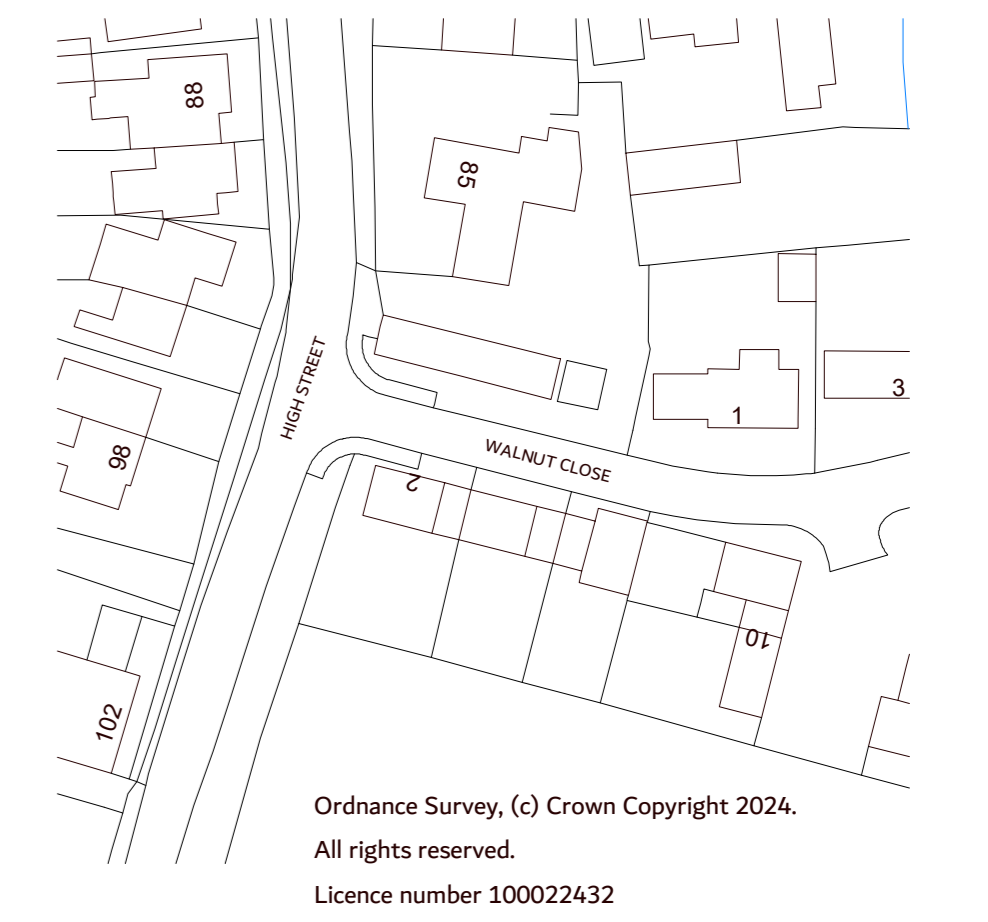 88
85
HIGH STREET
1
3
98
WALNUT CLOSE
2
10
102
Ordnance Survey, (c) Crown Copyright 2024.
All rights reserved.
Licence number 100022432